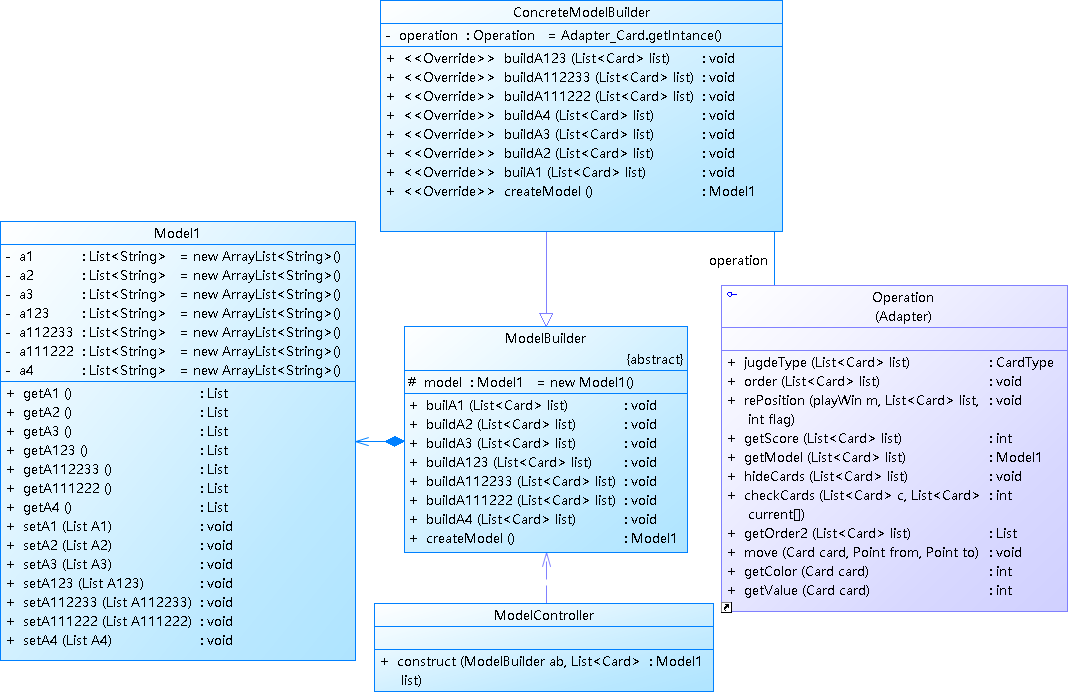 ConcreteModelBuilder
- operation : Operation = Adapter_Card.getIntance()
+ <<Override>> buildA123 (List<Card> list) : void
+ <<Override>> buildA112233 (List<Card> list) : void
+ <<Override>> buildA111222 (List<Card> list) : void
+ <<Override>> buildA4 (List<Card> list) : void
+ <<Override>> buildA3 (List<Card> list) : void
+ <<Override>> buildA2 (List<Card> list) : void
+ <<Override>> builA1 (List<Card> list) : void
+ <<Override>> createModel () : Model1
operation
Model1
- a1 : List<String> = new ArrayList<String>()
- a2 : List<String> = new ArrayList<String>()
- a3 : List<String> = new ArrayList<String>()
- a123 : List<String> = new ArrayList<String>()
- a112233 : List<String> = new ArrayList<String>()
- a111222 : List<String> = new ArrayList<String>()
- a4 : List<String> = new ArrayList<String>()
+ getA1 () : List
+ getA2 () : List
+ getA3 () : List
+ getA123 () : List
+ getA112233 () : List
+ getA111222 () : List
+ getA4 () : List
+ setA1 (List A1) : void
+ setA2 (List A2) : void
+ setA3 (List A3) : void
+ setA123 (List A123) : void
+ setA112233 (List A112233) : void
+ setA111222 (List A111222) : void
+ setA4 (List A4) : void
ModelBuilder
{abstract}
# model : Model1 = new Model1()
+ builA1 (List<Card> list) : void
+ buildA2 (List<Card> list) : void
+ buildA3 (List<Card> list) : void
+ buildA123 (List<Card> list) : void
+ buildA112233 (List<Card> list) : void
+ buildA111222 (List<Card> list) : void
+ buildA4 (List<Card> list) : void
+ createModel () : Model1
Operation
(Adapter)
+ jugdeType (List<Card> list) : CardType
+ order (List<Card> list) : void
+ rePosition (playWin m, List<Card> list, : void
int flag)
+ getScore (List<Card> list) : int
+ getModel (List<Card> list) : Model1
+ hideCards (List<Card> list) : void
+ checkCards (List<Card> c, List<Card> : int
current[])
+ getOrder2 (List<Card> list) : List
+ move (Card card, Point from, Point to) : void
+ getColor (Card card) : int
+ getValue (Card card) : int
ModelController
+ construct (ModelBuilder ab, List<Card> : Model1
list)